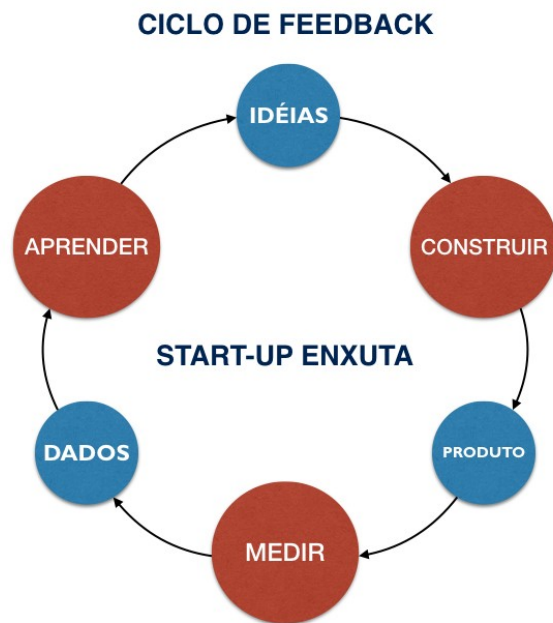 CICLO DE FEEDBACK
IDÉIAS
APRENDER
CONSTRUIR
START-UP ENXUTA
DADOS
PRODUTO
MEDIR